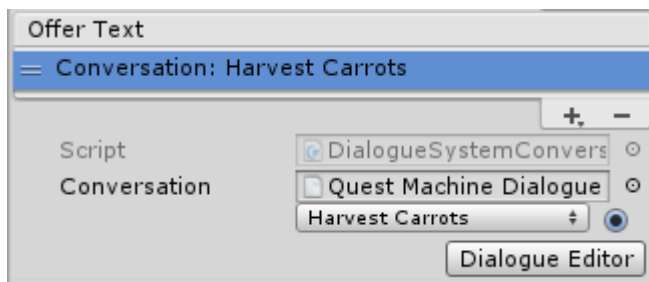 Offer Text
Conversation: Harvest Carrots
Script DialogueSystemConvers
Conversation Quest Machine Dialogue
Harvest Carrots
Dialogue Editor